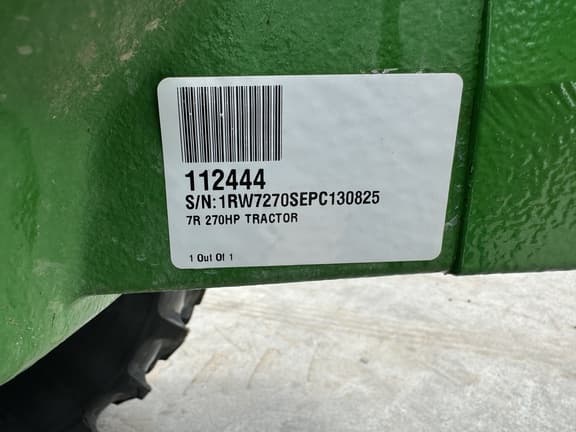 112444
S/N:1RW7270SEPC130825
7R 270HP TRACTOR
1 Out Of 1